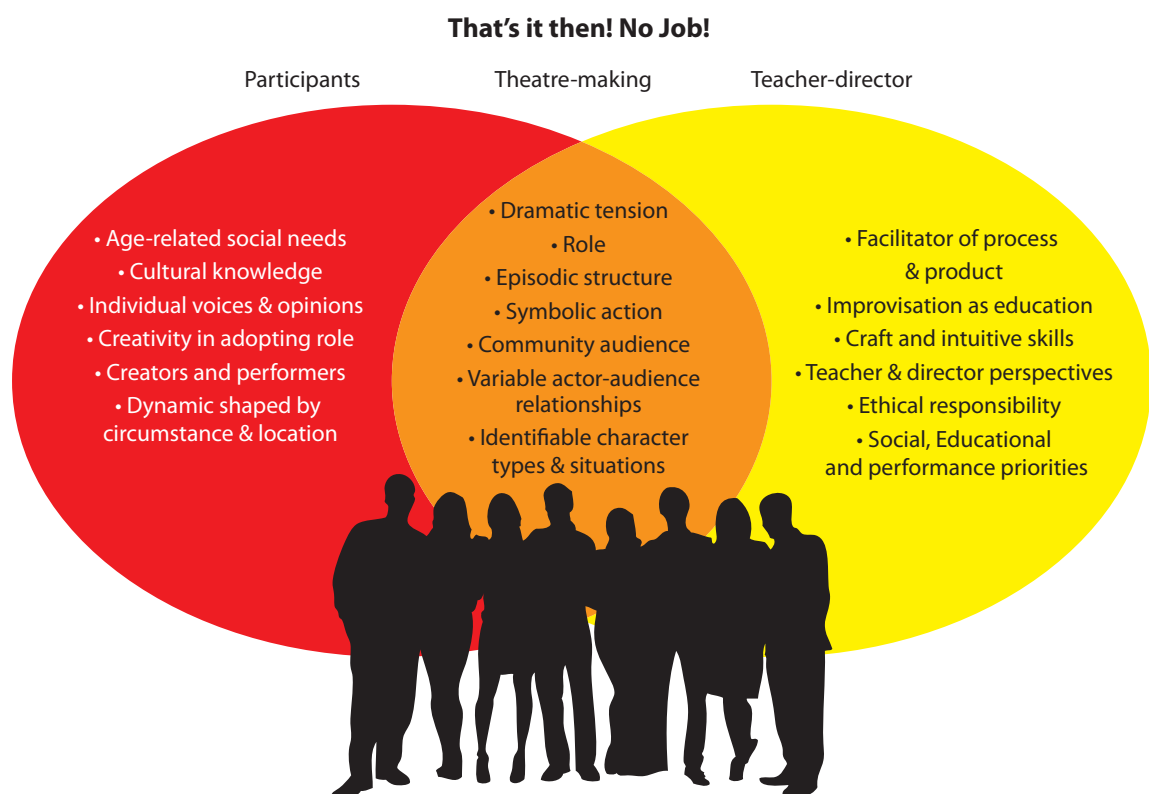 That's it then! No Job!
Participants
Theatre-making
Teacher-director
• Age-related social needs
• Cultural knowledge
• Individual voices & opinions
• Creativity in adopting role
• Creators and performers
• Dynamic shaped by
circumstance & location
• Dramatic tension
• Role
• Episodic structure
• Symbolic action
• Community audience
• Variable actor-audience
relationships
• Identifiable character
types & situations
• Facilitator of process
& product
• Improvisation as education
• Craft and intuitive skills
• Teacher & director perspectives
• Ethical responsibility
• Social, Educational
and performance priorities